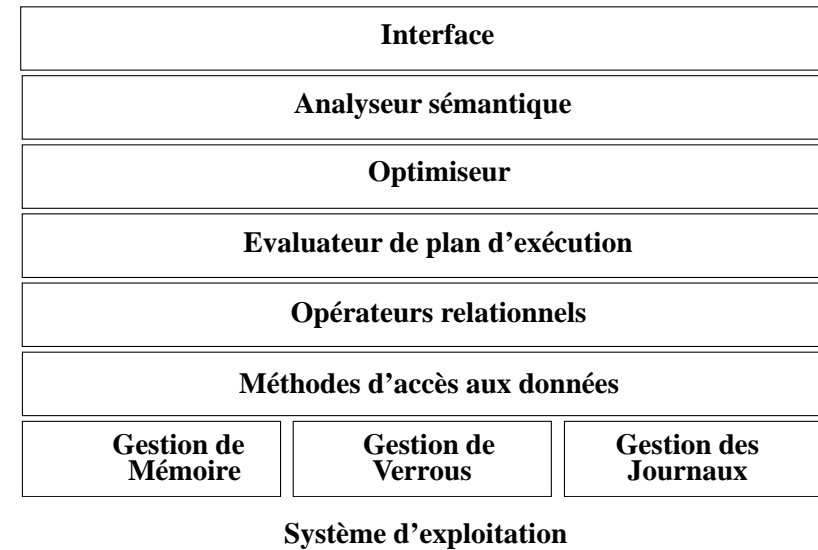 Interface
Analyseur sémantique
Optimiseur
Evaluateur de plan d’exécution
Opérateurs relationnels
Méthodes d’accès aux données
Gestion de
Mémoire
Gestion de
Verrous
Gestion des
Journaux
Système d’exploitation